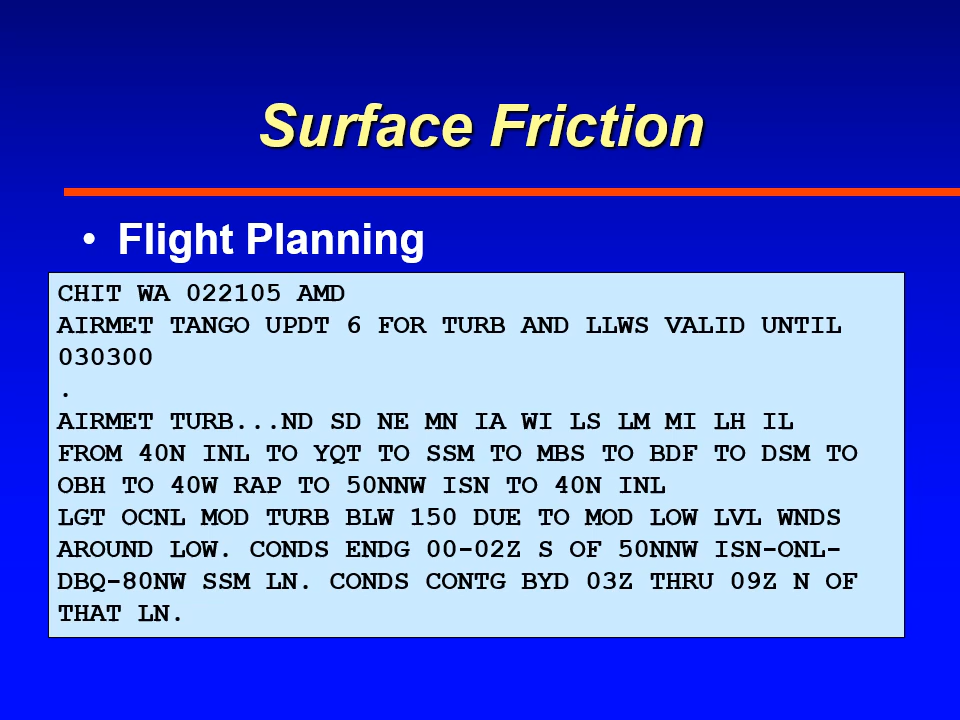 Surface Friction
• Flight Planning
CHIT WA 022105 AMD
AIRMET TANGO UPDT 6 FOR TURB AND LLWS VALID UNTIL
030300
.
AIRMET TURB...ND SD NE MN IA WI LS LM MI LH IL
FROM 40N INL TO YQT TO SSM TO MBS TO BDF TO DSM TO
OBH TO 40W RAP TO 50NNW ISN TO 40N INL
LGT OCNL MOD TURB BLW 150 DUE TO MOD LOW LVL WNDS
AROUND LOW. CONDS ENDG 00-02Z S OF 50NNW ISN-ONL-
DBQ-80NW SSM LN. CONDS CONTG BYD 03Z THRU 09Z N OF
THAT LN.